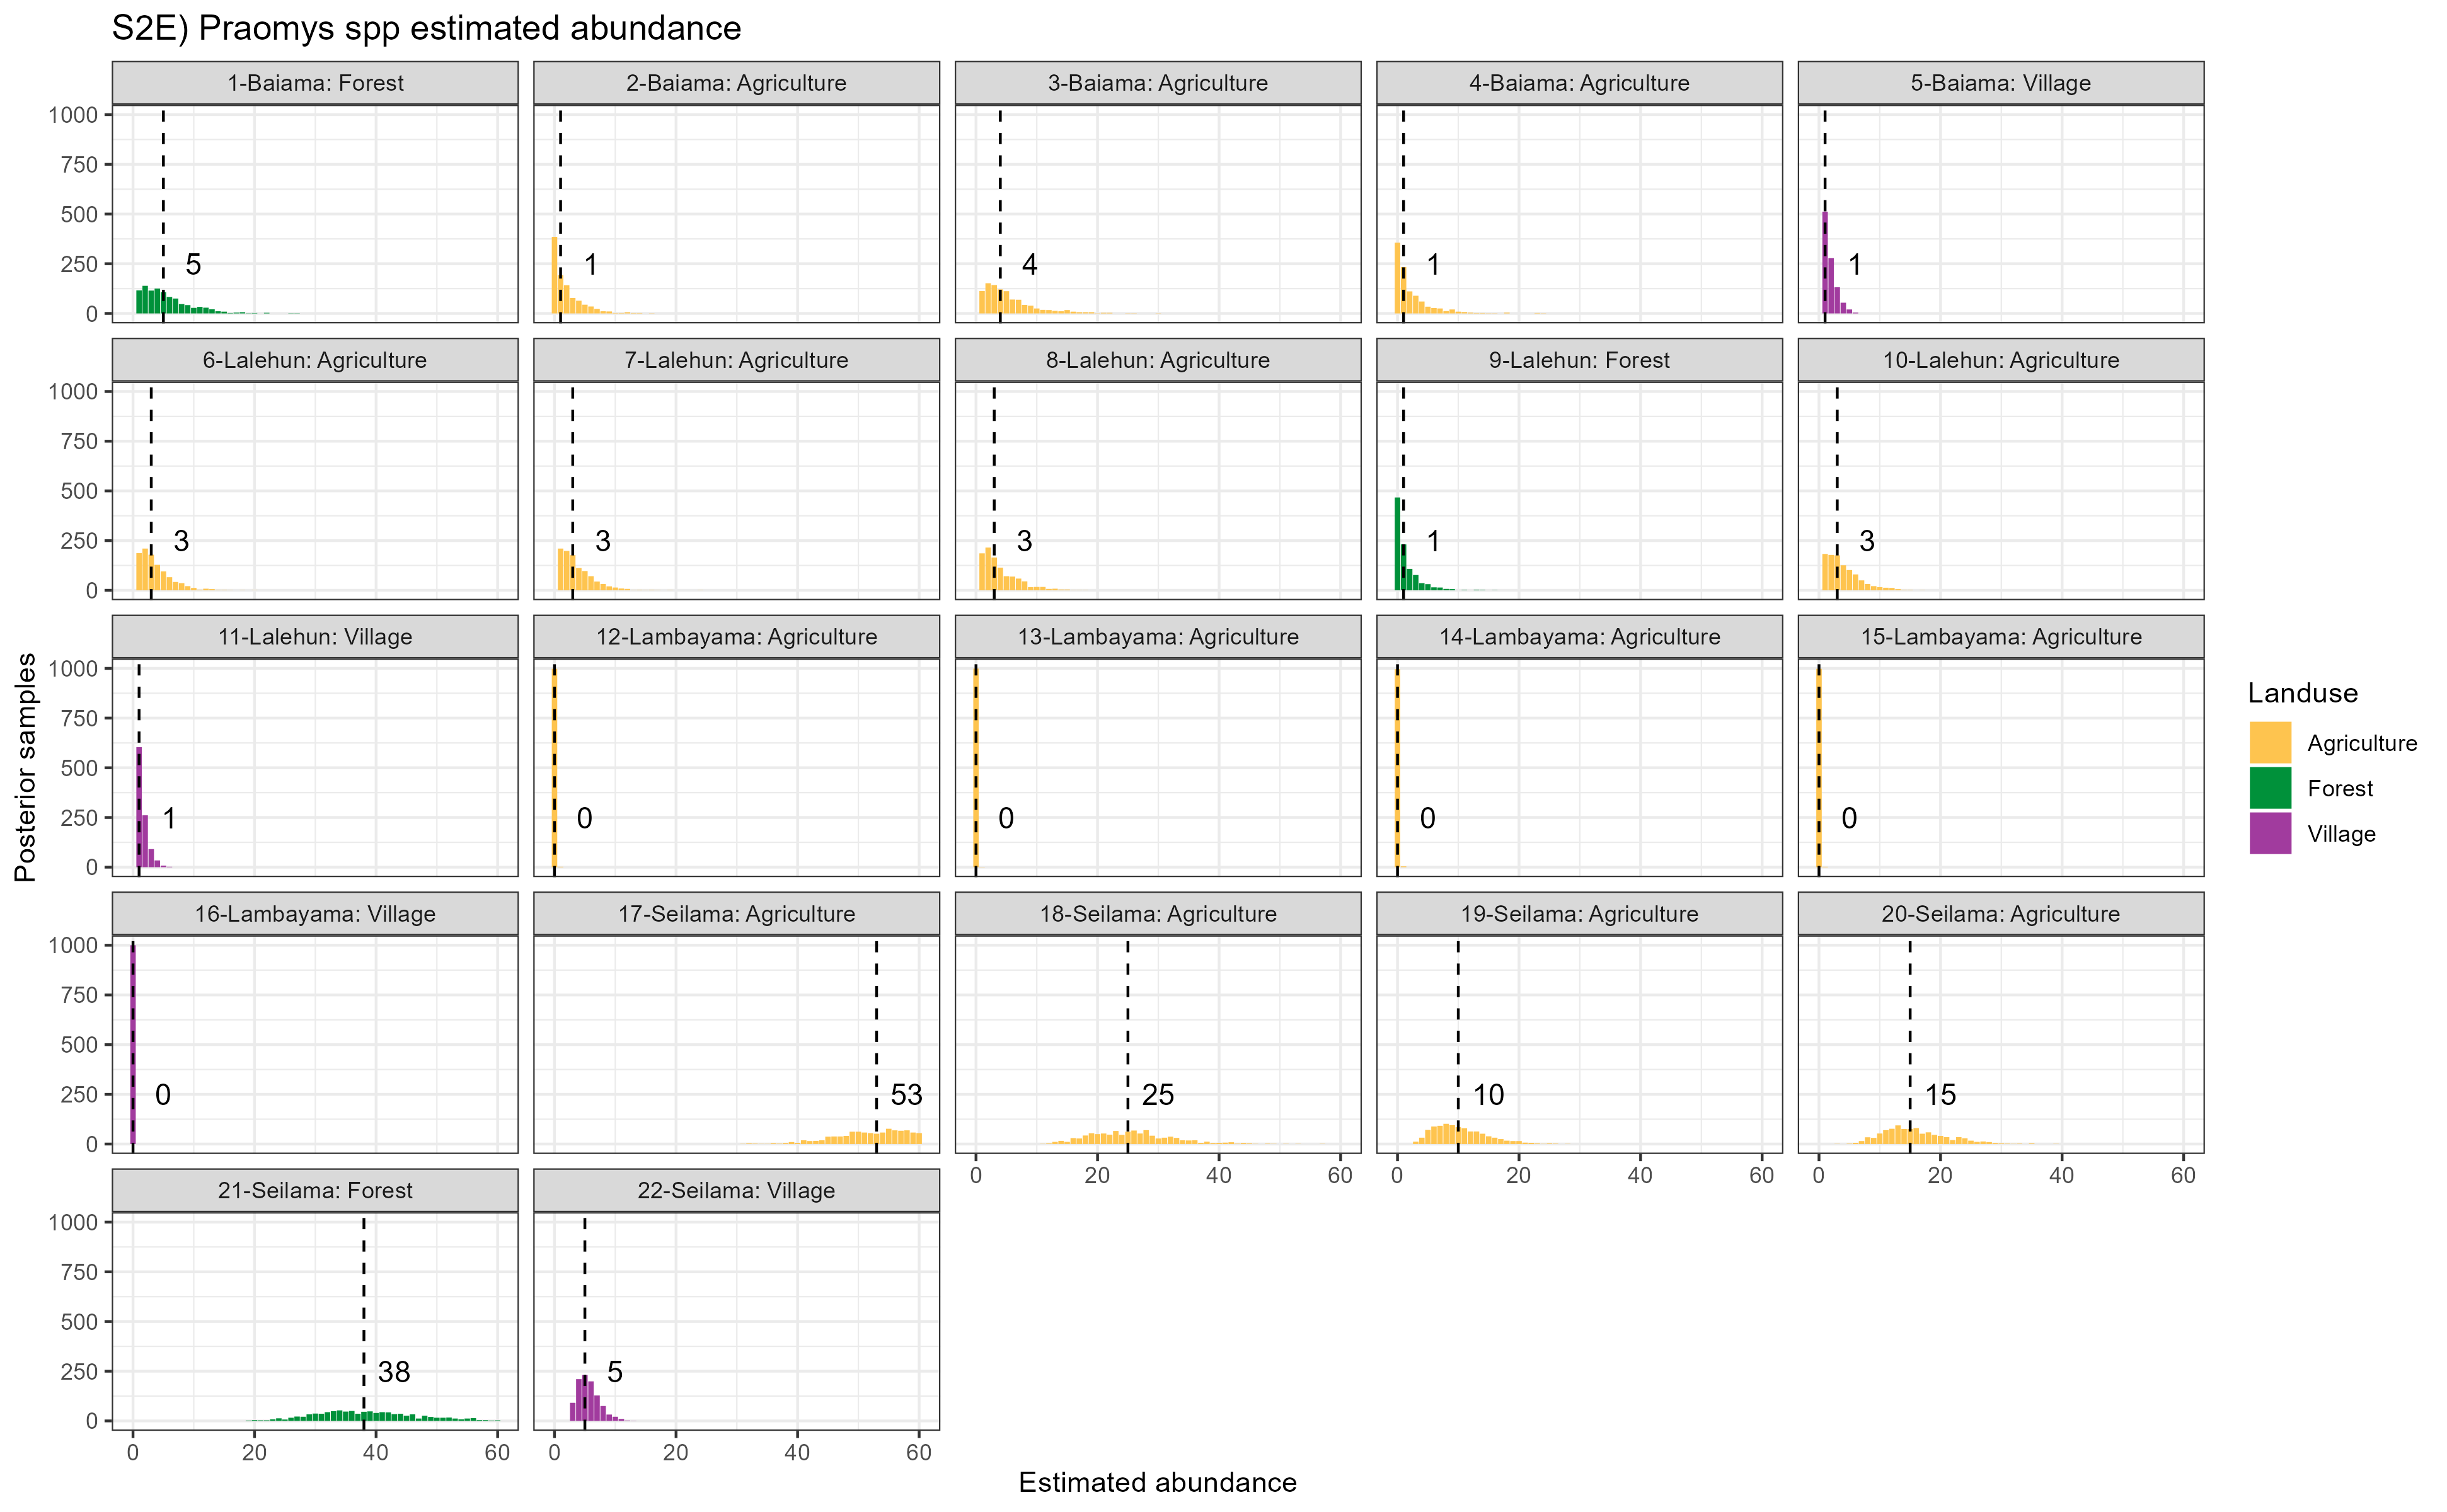 S2E) Praomys spp estimated abundance
1-Baiama: Forest
2-Baiama: Agriculture
3-Baiama: Agriculture
4-Baiama: Agriculture
5-Baiama: Village
1000
750
500
250
0
5
1
4
1
1
6-Lalehun: Agriculture
7-Lalehun: Agriculture
8-Lalehun: Agriculture
9-Lalehun: Forest
10-Lalehun: Agriculture
1000
750
500
250
0
3
3
3
1
3
11-Lalehun: Village
12-Lambayama: Agriculture
13-Lambayama: Agriculture
14-Lambayama: Agriculture
15-Lambayama: Agriculture
1000
750
500
250
0
1
0
0
0
0
16-Lambayama: Village
17-Seilama: Agriculture
18-Seilama: Agriculture
19-Seilama: Agriculture
20-Seilama: Agriculture
1000
750
500
250
0
0
53
25
10
15
0 20 40 60
0 20 40 60
0 20 40 60
21-Seilama: Forest
22-Seilama: Village
1000
750
500
250
0
38
5
0 20 40 60
0 20 40 60
Estimated abundance
Posterior samples
Landuse
Agriculture
Forest
Village